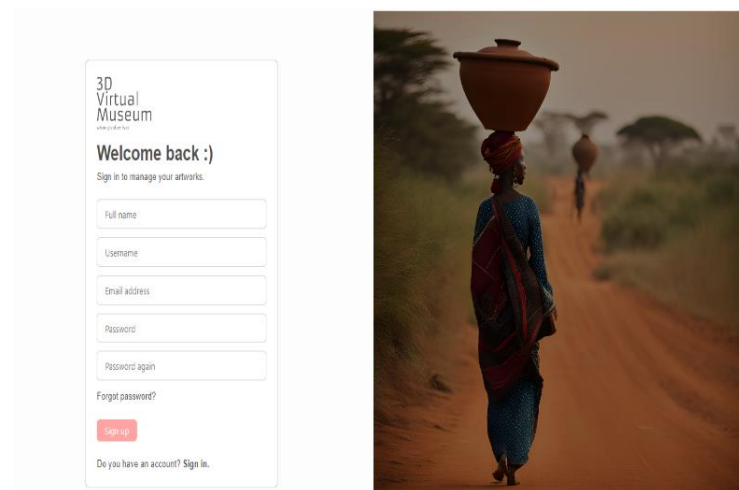 3D
Virtual
Museum
Welcome back :)
Sign in to manage your artworks.
Full name
Username
Email address
Password
Password again
Forgot password?
Sign up
Do you have an account? Sign in.